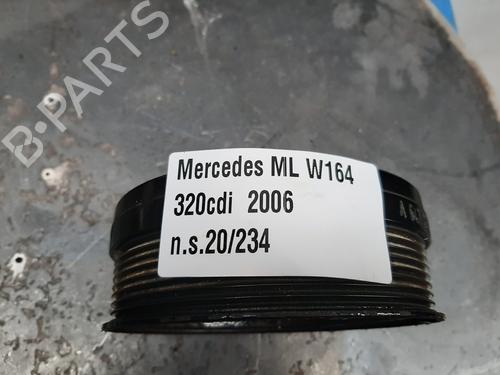 B-PARTS
Mercedes ML W164
320cdi 2006
n.s.20/234